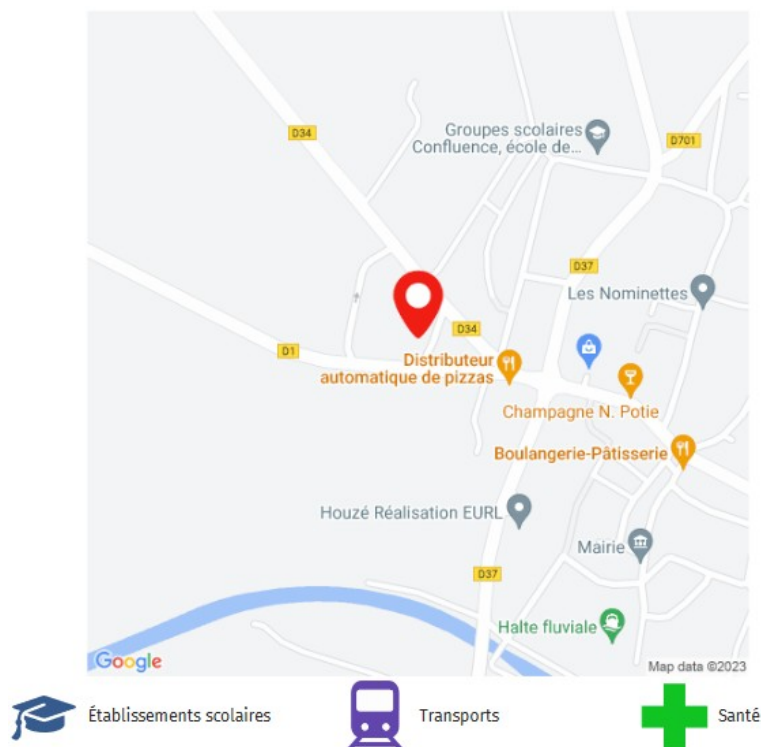 D34
Groupes scolaires
Confluence, école de...
D701
D37
Les Nominettes
D34
D1
Distributeur
automatique de pizzas
Champagne N. Potie
Boulangerie-Pâtisserie
Houzé Réalisation EURL
Mairie
D37
Halte fluviale
Google
Map data ©2023
Établissements scolaires
Transports
Santé